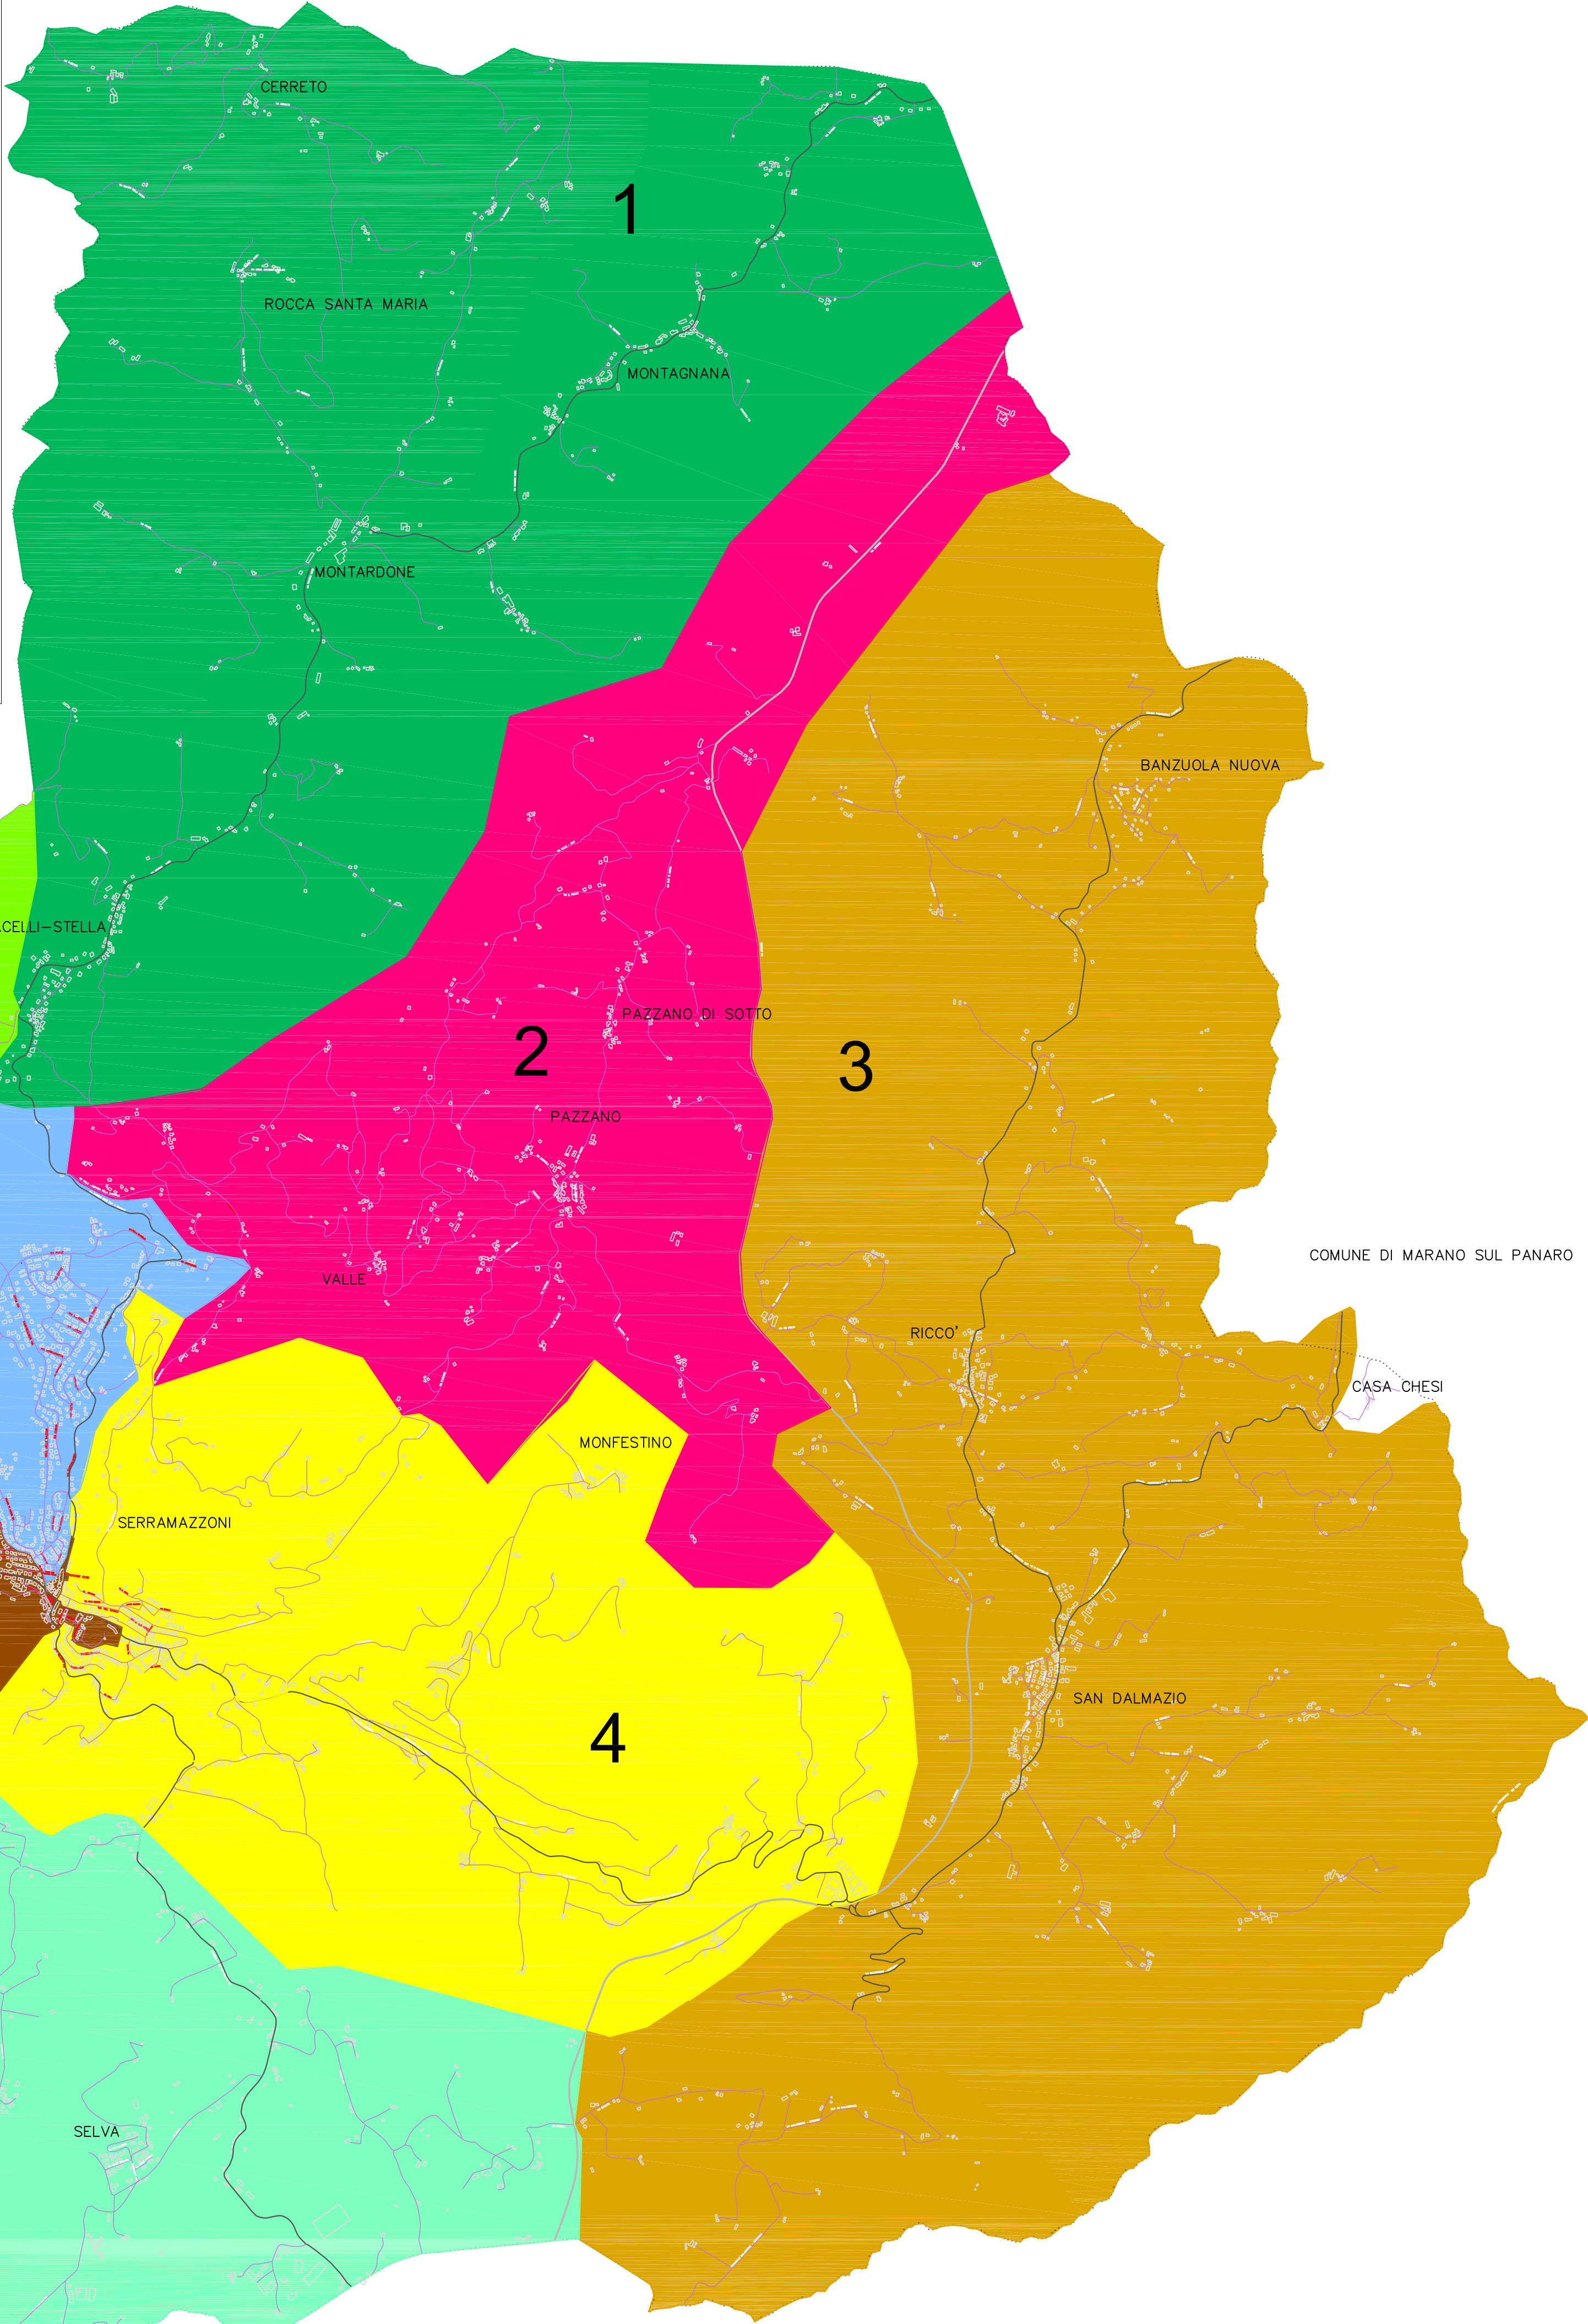 CERRETO
1
ROCCA SANTA MARIA
MONTAGNANA
MONTARDONE
BANZUOLA NUOVA
ACELLI-STELLA
PAZZANO DI SOTTO
2
3
PAZZANO
COMUNE DI MARANO SUL PANARO
VALLE
RICCO'
CASA CHESI
MONFESTINO
SERRAMAZZONI
SAN DALMAZIO
4
SELVA